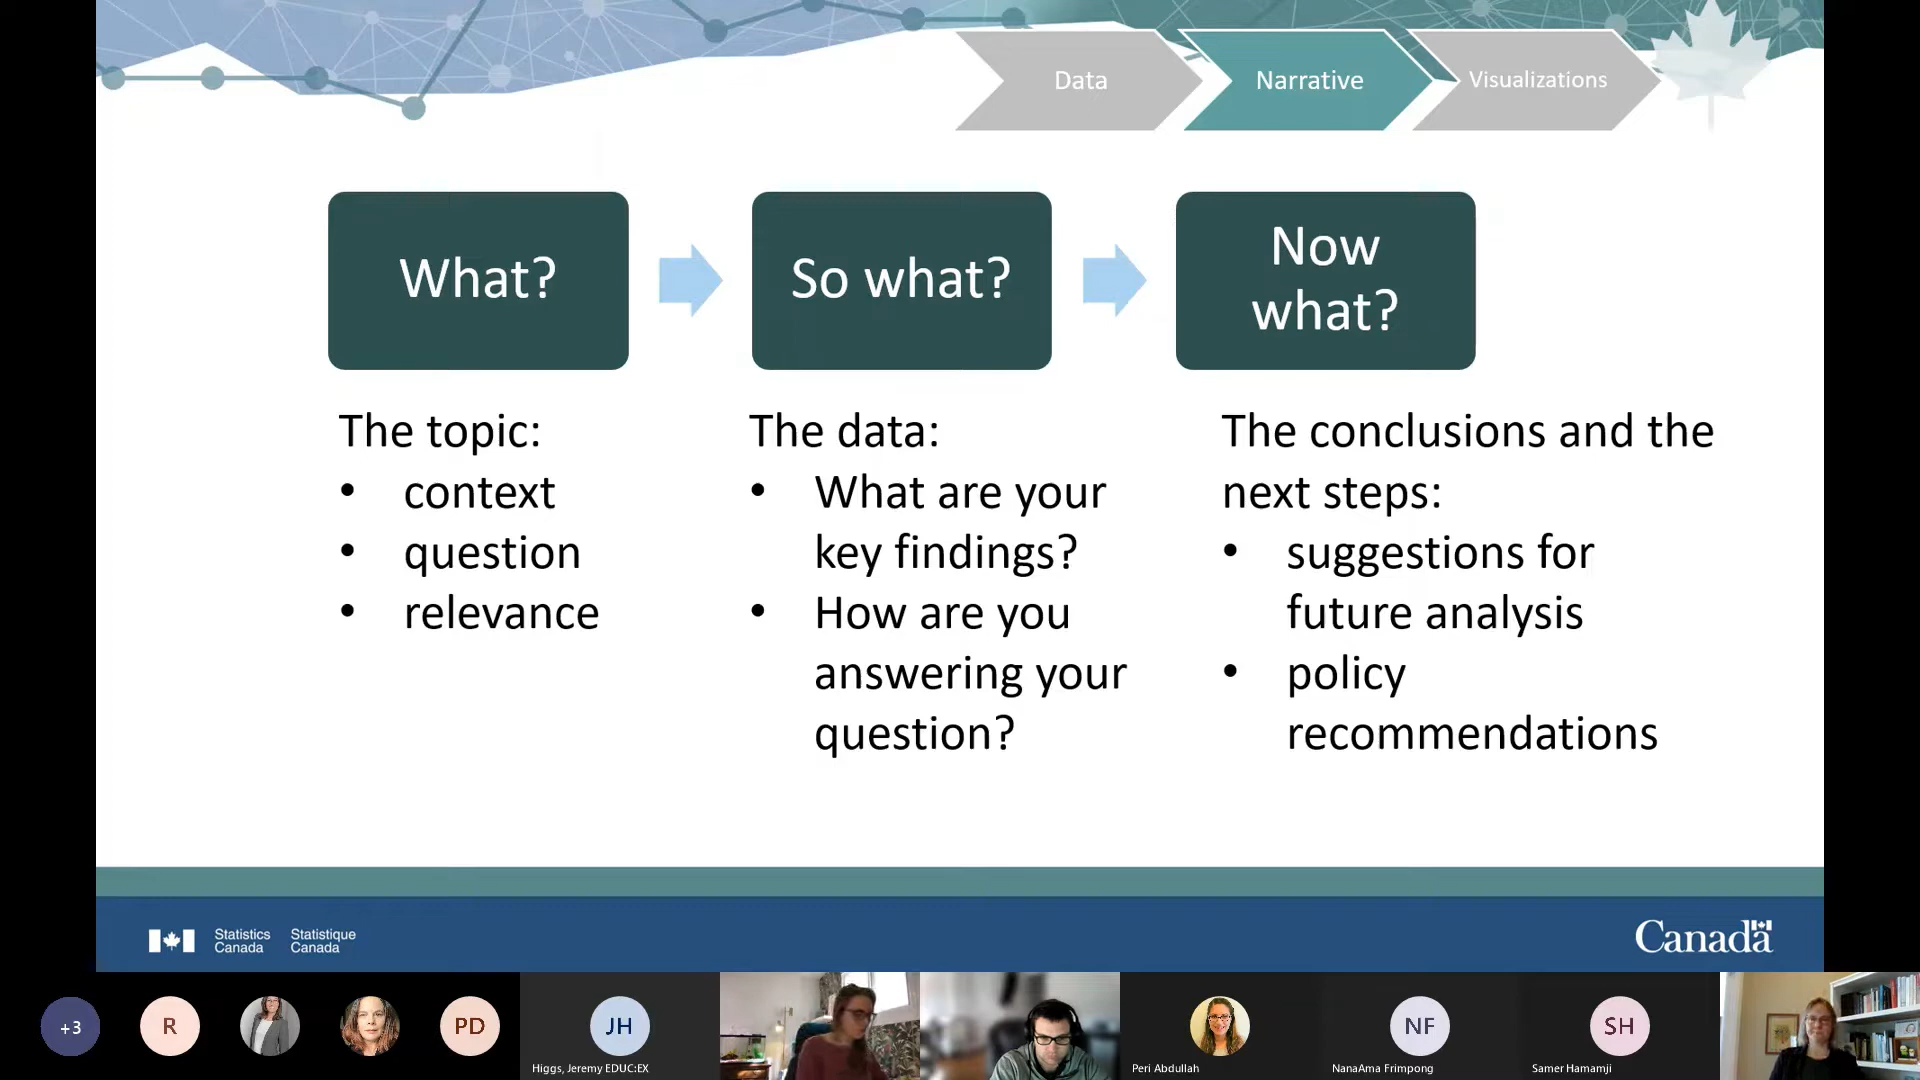 Data
Narrative
Visualizations
What?
So what?
Now
what?
The topic:
• context
• question
• relevance
The data:
• What are your
key findings?
• How are you
answering your
question?
The conclusions and the
next steps:
• suggestions for
future analysis
• policy
recommendations
Statistics
Canada
Statistique
Canada
Canada
+3
R
PD
JH
Higgs, Jeremy EDUC:EX
Peri Abdullah
NF
NanaAma Frimpong
SH
Samer Hamamji